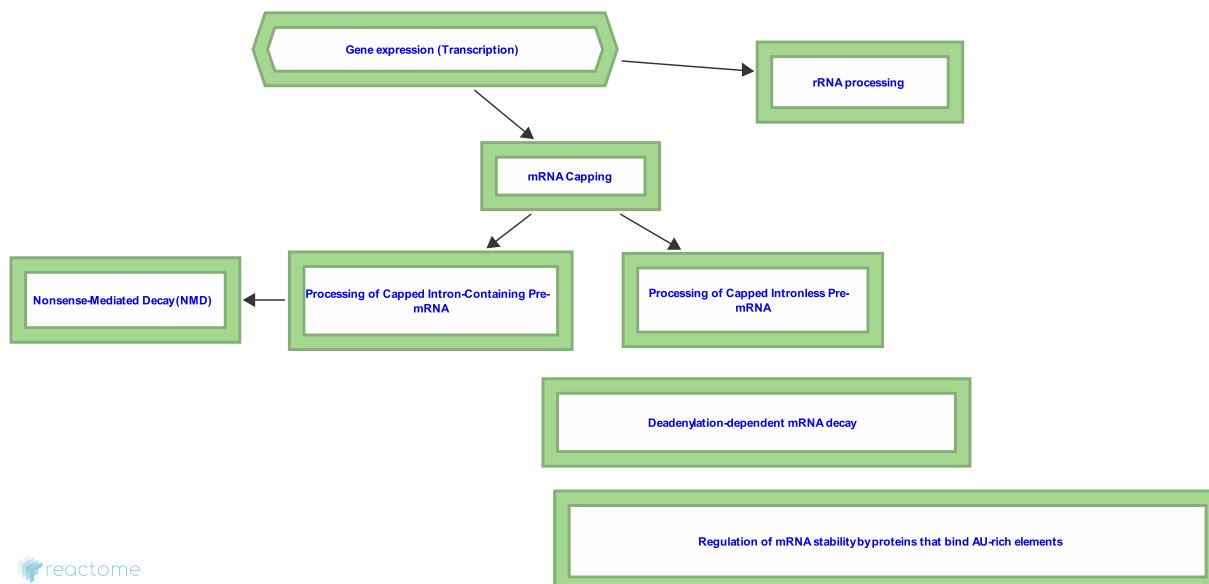 Gene expression (Transcription)
rRNA processing
mRNA Capping
Nonsense-Mediated Decay (NMD)
Processing of Capped Intron-Containing Pre-
mRNA
Processing of Capped Intronless Pre-
mRNA
Deadenylation-dependent mRNA decay
Regulation of mRNA stability by proteins that bind AU-rich elements
reactome